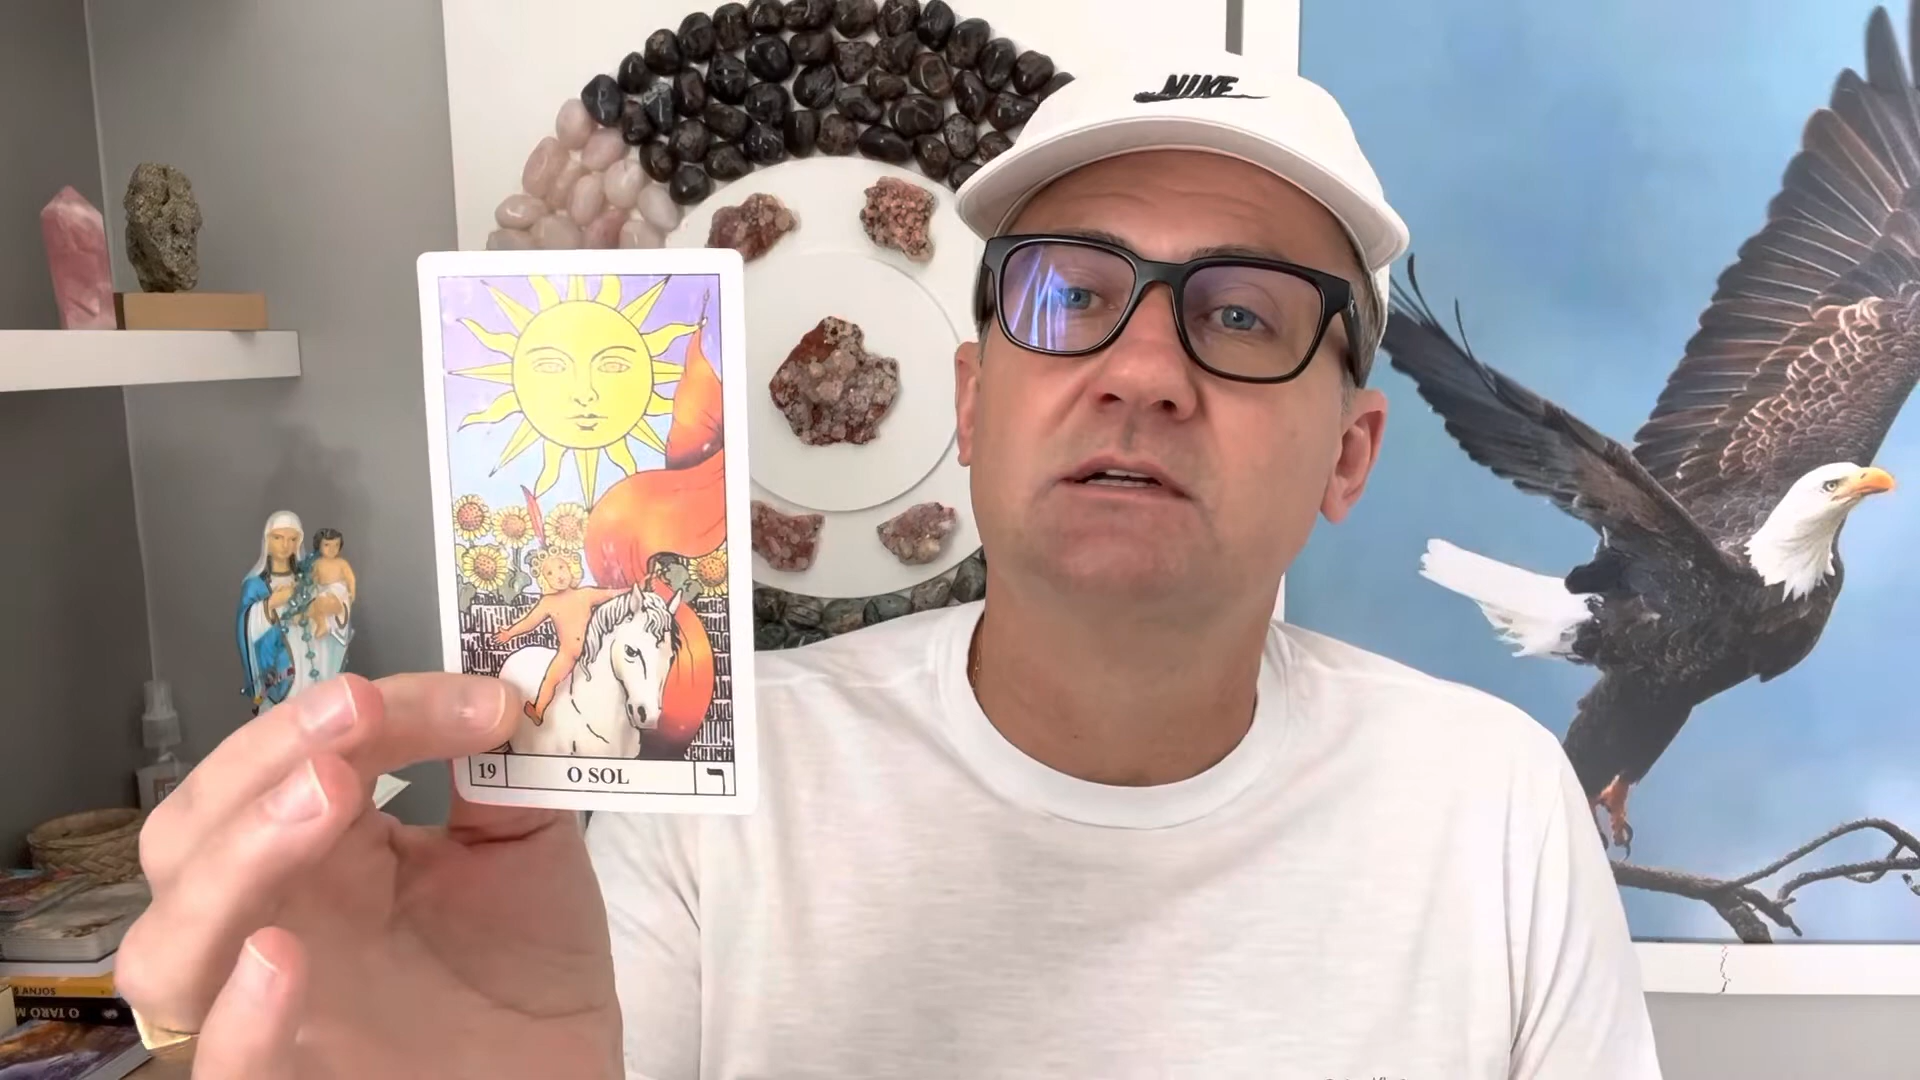 NIKE
19 O SOL ר
S ANJOS
O TARÔ M